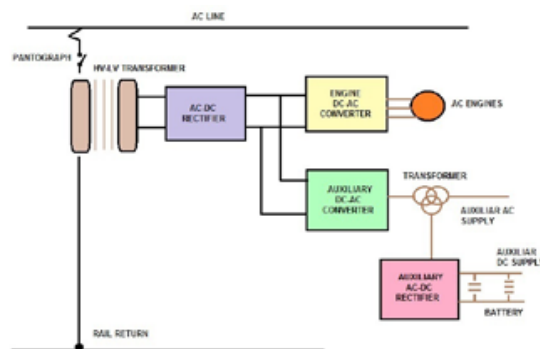 AC LINE
PANTOGRAPH
HV-LV TRANSFORMER
AC-DC
RECTIFIER
ENGINE
DC-AC
CONVERTER
AC ENGINES
AUXILIARY
DC-AC
CONVERTER
TRANSFORMER
AUXILIAR AC
SUPPLY
AUXILIARY
AC-DC
RECTIFIER
AUXILIAR
DC SUPPLY
BATTERY
RAIL RETURN